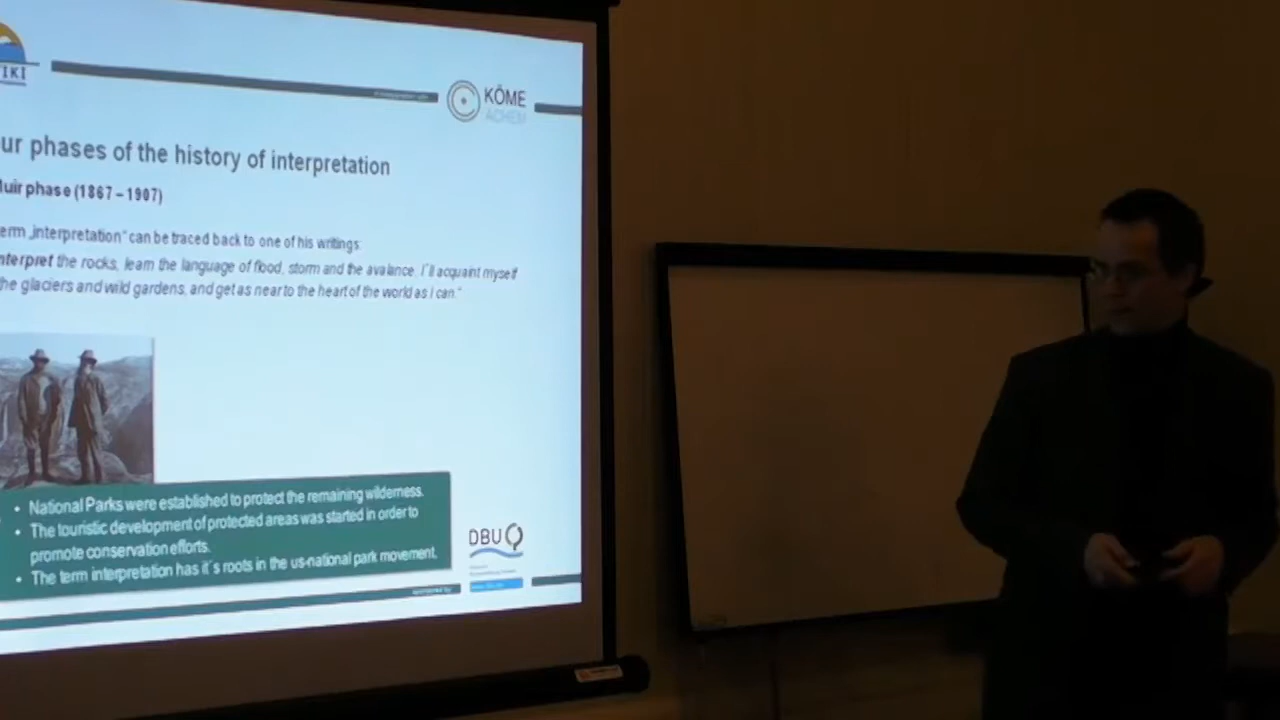 IKI
KÔME
ACHEM
ur phases of the history of interpretation
uir phase (1867 – 1907)
erm „interpretation“ can be traced back to one of his writings:
nterpret the rocks, learn the language of flood, storm and the avalance. I´ll acquaint myself
he glaciers and wild gardens, and get as near to the heart of the world as i can.“
• National Parks were established to protect the remaining wilderness.
• The touristic development of protected areas was started in order to
promote conservation efforts.
• The term interpretation has it´s roots in the us-national park movement.
DBU